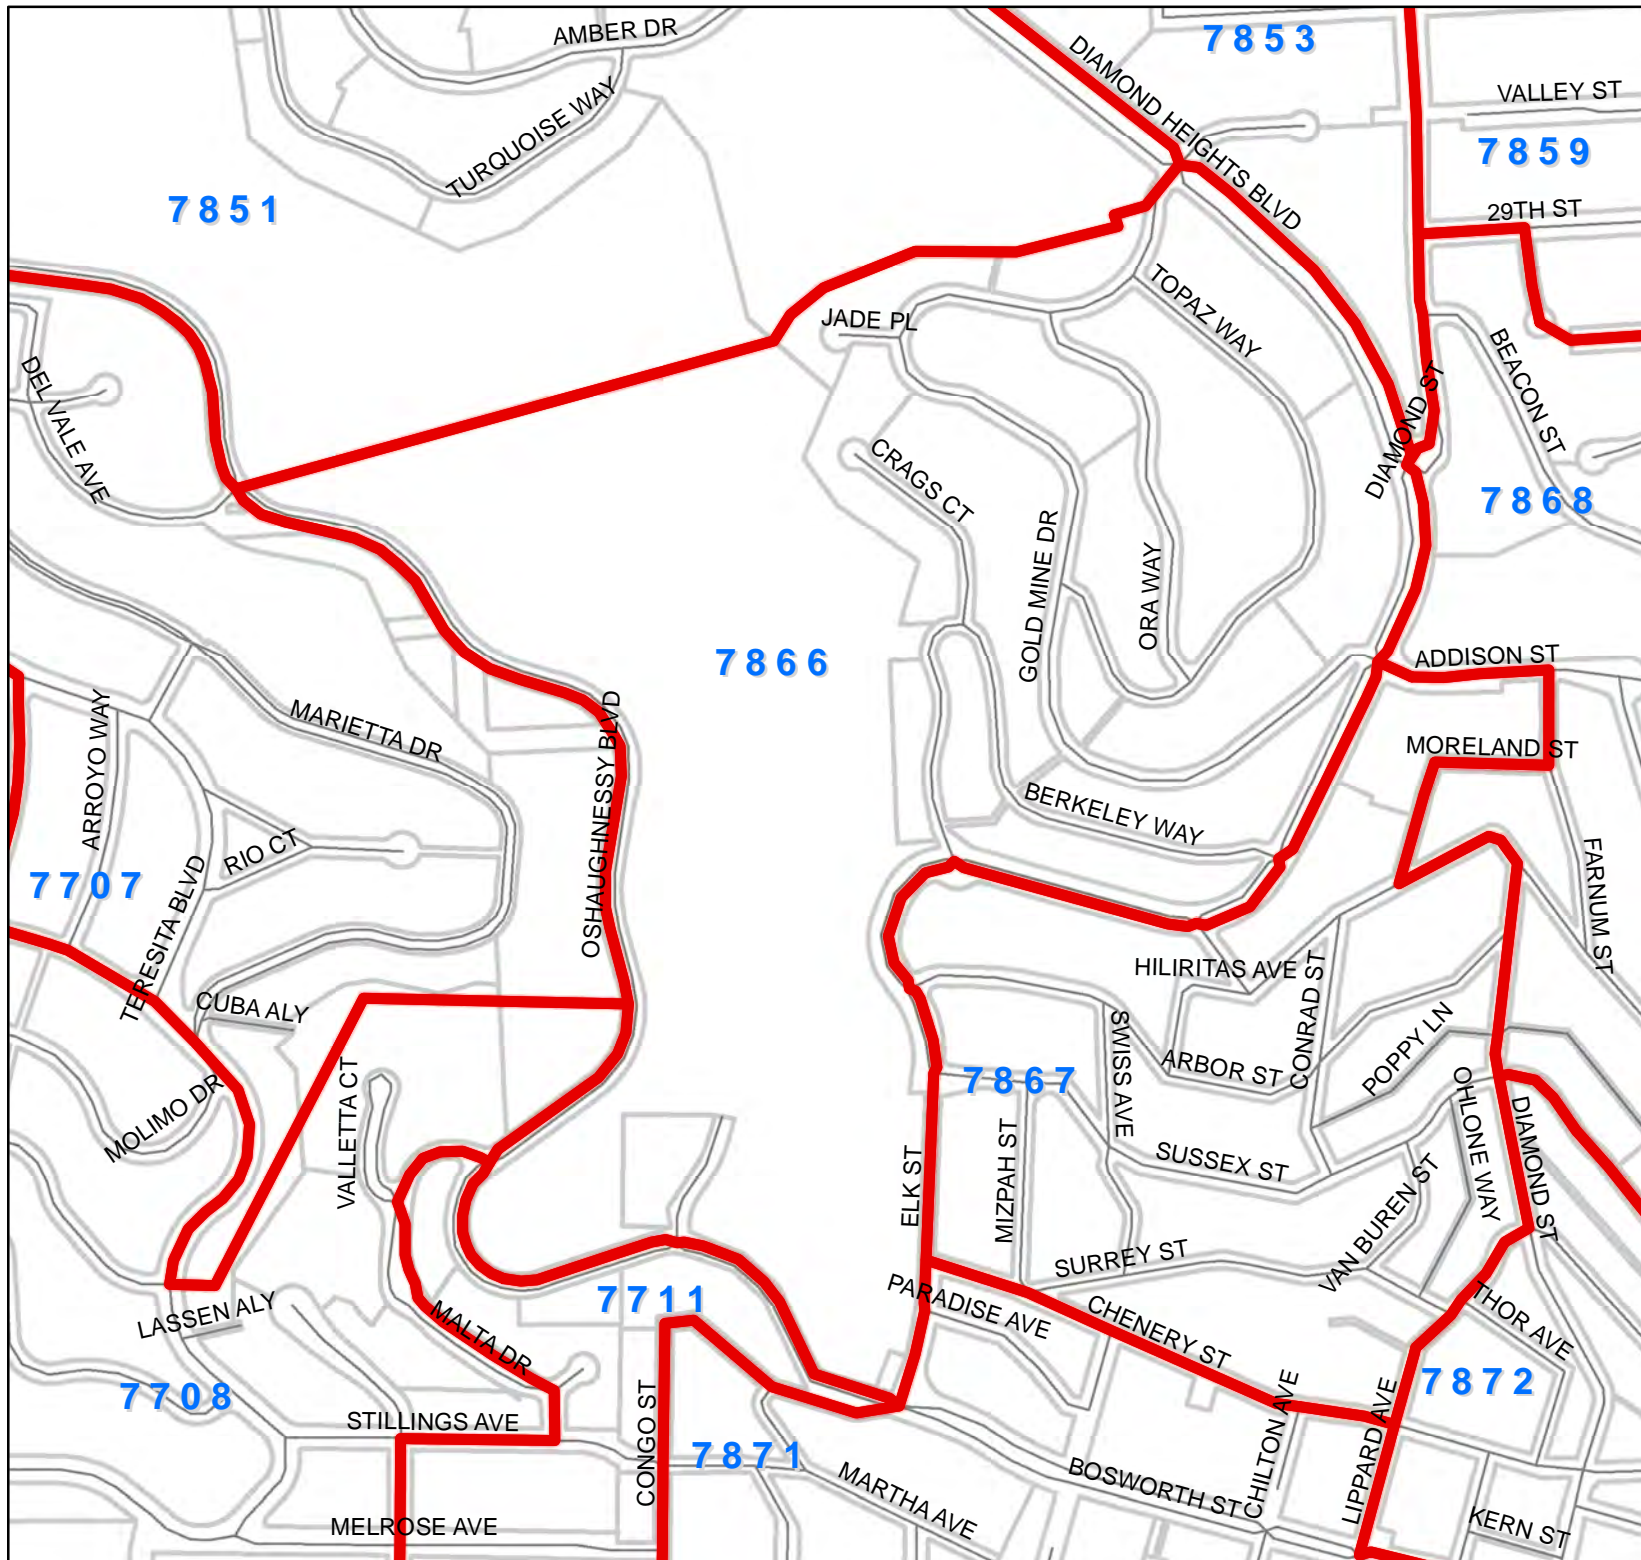 AMBER DR
7853
DIAMOND HEIGHTS BLVD
VALLEY ST
TURQUOISE WAY
7859
7851
29TH ST
TOPAZ WAY
JADE PL
BEACON ST
DEL VALE AVE
DIAMOND ST
CRAGS CT
7868
GOLD MINE DR
ORA WAY
7866
ADDISON ST
MARIETTA DR
OSHAUGHNESSY BLVD
ARROYO WAY
MORELAND ST
BERKELEY WAY
RIO CT
FARNUM ST
7707
TERESITA BLVD
HILIRITAS AVE
CONRAD ST
CUBA ALY
SWISS AVE
POPPY LN
ARBOR ST
7867
MOLIMO DR
VALLETTA CT
OHLONE WAY
DIAMOND ST
MIZPAH ST
SUSSEX ST
ELK ST
VAN BUREN ST
SURREY ST
7711
PARADISE AVE
LASSEN ALY
MALTA DR
CHENERY ST
THOR AVE
7708
7872
STILLINGS AVE
CONGO ST
CHILTON AVE
LIPPARD AVE
7871
MARTHA AVE
BOSWORTH ST
MELROSE AVE
KERN ST